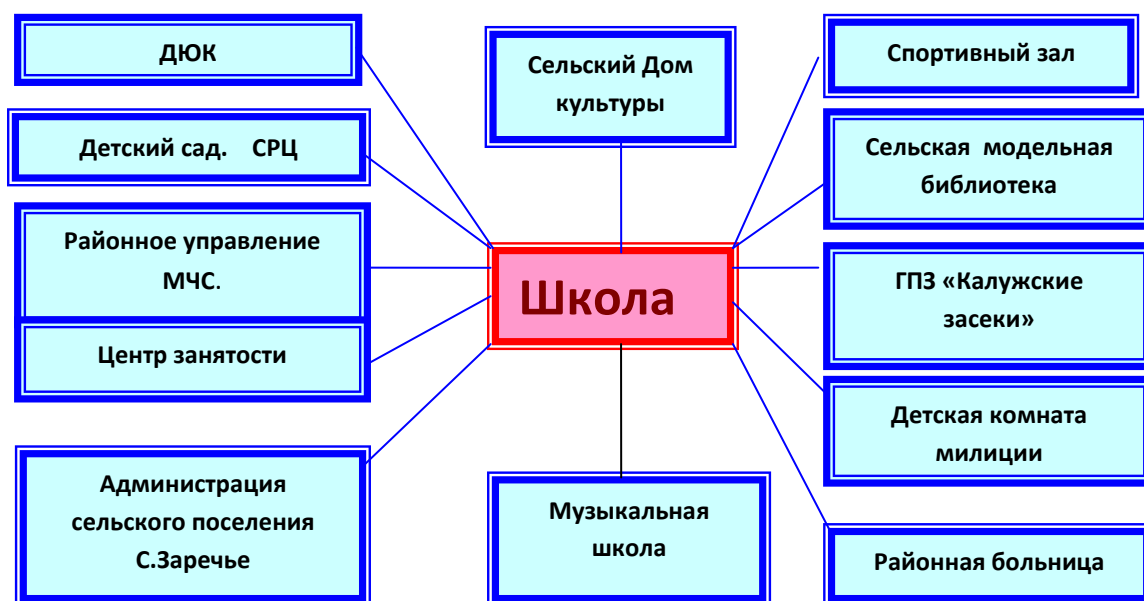 ДЮК
Детский сад. СРЦ
Районное управление
МЧС.
Центр занятости
Администрация
сельского поселения
С.Заречье
Сельский Дом
культуры
Школа
Музыкальная
школа
Спортивный зал
Сельская модельная
библиотека
ГПЗ «Калужские
засеки»
Детская комната
милиции
Районная больница